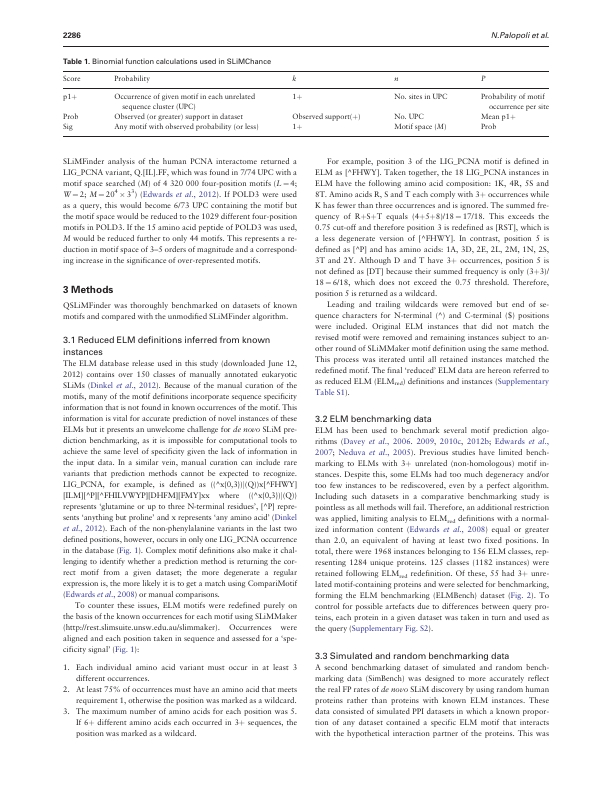 2286
N.Palopoli et al.
Table 1. Binomial function calculations used in SLiMChance
Score Probability k n P
p1+ Occurrence of given motif in each unrelated 1+ No. sites in UPC Probability of motif
sequence cluster (UPC) occurrence per site
Prob Observed (or greater) support in dataset Observed support(+) No. UPC Mean p1+
Sig Any motif with observed probability (or less) 1+ Motif space (M) Prob
SLiMFinder analysis of the human PCNA interactome returned a
LIG_PCNA variant, Q.[IL].FF, which was found in 7/74 UPC with a
motif space searched (M) of 4 320 000 four-position motifs (L = 4;
W = 2; M = 20⁴ × 3³) (Edwards et al., 2012). If POLD3 were used
as a query, this would become 6/73 UPC containing the motif but
the motif space would be reduced to the 1029 different four-position
motifs in POLD3. If the 15 amino acid peptide of POLD3 was used,
M would be reduced further to only 44 motifs. This represents a re-
duction in motif space of 3–5 orders of magnitude and a correspond-
ing increase in the significance of over-represented motifs.
3 Methods
QSLiMFinder was thoroughly benchmarked on datasets of known
motifs and compared with the unmodified SLiMFinder algorithm.
3.1 Reduced ELM definitions inferred from known
instances
The ELM database release used in this study (downloaded June 12,
2012) contains over 150 classes of manually annotated eukaryotic
SLiMs (Dinkel et al., 2012). Because of the manual curation of the
motifs, many of the motif definitions incorporate sequence specificity
information that is not found in known occurrences of the motif. This
information is vital for accurate prediction of novel instances of these
ELMs but it presents an unwelcome challenge for de novo SLiM pre-
diction benchmarking, as it is impossible for computational tools to
achieve the same level of specificity given the lack of information in
the input data. In a similar vein, manual curation can include rare
variants that prediction methods cannot be expected to recognize.
LIG_PCNA, for example, is defined as ((^x{0,3})|(Q))x[^FHWY]
[ILM][^P][^FHILVWYP][DHFM][FMY]xx where ((^x{0,3})|(Q))
represents ‘glutamine or up to three N-terminal residues’, [^P] repre-
sents ‘anything but proline’ and x represents ‘any amino acid’ (Dinkel
et al., 2012). Each of the non-phenylalanine variants in the last two
defined positions, however, occurs in only one LIG_PCNA occurrence
in the database (Fig. 1). Complex motif definitions also make it chal-
lenging to identify whether a prediction method is returning the cor-
rect motif from a given dataset; the more degenerate a regular
expression is, the more likely it is to get a match using CompariMotif
(Edwards et al., 2008) or manual comparisons.
To counter these issues, ELM motifs were redefined purely on
the basis of the known occurrences for each motif using SLiMMaker
(http://rest.slimsuite.unsw.edu.au/slimmaker). Occurrences were
aligned and each position taken in sequence and assessed for a ‘spe-
cificity signal’ (Fig. 1):
1. Each individual amino acid variant must occur in at least 3
different occurrences.
2. At least 75% of occurrences must have an amino acid that meets
requirement 1, otherwise the position was marked as a wildcard.
3. The maximum number of amino acids for each position was 5.
If 6+ different amino acids each occurred in 3+ sequences, the
position was marked as a wildcard.
For example, position 3 of the LIG_PCNA motif is defined in
ELM as [^FHWY]. Taken together, the 18 LIG_PCNA instances in
ELM have the following amino acid composition: 1K, 4R, 5S and
8T. Amino acids R, S and T each comply with 3+ occurrences while
K has fewer than three occurrences and is ignored. The summed fre-
quency of R+S+T equals (4+5+8)/18 = 17/18. This exceeds the
0.75 cut-off and therefore position 3 is redefined as [RST], which is
a less degenerate version of [^FHWY]. In contrast, position 5 is
defined as [^P] and has amino acids: 1A, 3D, 2E, 2L, 2M, 1N, 2S,
3T and 2Y. Although D and T have 3+ occurrences, position 5 is
not defined as [DT] because their summed frequency is only (3+3)/
18 = 6/18, which does not exceed the 0.75 threshold. Therefore,
position 5 is returned as a wildcard.
Leading and trailing wildcards were removed but end of se-
quence characters for N-terminal (^) and C-terminal ($) positions
were included. Original ELM instances that did not match the
revised motif were removed and remaining instances subject to an-
other round of SLiMMaker motif definition using the same method.
This process was iterated until all retained instances matched the
redefined motif. The final ‘reduced’ ELM data are hereon referred to
as reduced ELM (ELMred) definitions and instances (Supplementary
Table S1).
3.2 ELM benchmarking data
ELM has been used to benchmark several motif prediction algo-
rithms (Davey et al., 2006. 2009, 2010c, 2012b; Edwards et al.,
2007; Neduva et al., 2005). Previous studies have limited bench-
marking to ELMs with 3+ unrelated (non-homologous) motif in-
stances. Despite this, some ELMs had too much degeneracy and/or
too few instances to be rediscovered, even by a perfect algorithm.
Including such datasets in a comparative benchmarking study is
pointless as all methods will fail. Therefore, an additional restriction
was applied, limiting analysis to ELMred definitions with a normal-
ized information content (Edwards et al., 2008) equal or greater
than 2.0, an equivalent of having at least two fixed positions. In
total, there were 1968 instances belonging to 156 ELM classes, rep-
resenting 1284 unique proteins. 125 classes (1182 instances) were
retained following ELMred redefinition. Of these, 55 had 3+ unre-
lated motif-containing proteins and were selected for benchmarking,
forming the ELM benchmarking (ELMBench) dataset (Fig. 2). To
control for possible artefacts due to differences between query pro-
teins, each protein in a given dataset was taken in turn and used as
the query (Supplementary Fig. S2).
3.3 Simulated and random benchmarking data
A second benchmarking dataset of simulated and random bench-
marking data (SimBench) was designed to more accurately reflect
the real FP rates of de novo SLiM discovery by using random human
proteins rather than proteins with known ELM instances. These
data consisted of simulated PPI datasets in which a known propor-
tion of any dataset contained a specific ELM motif that interacts
with the hypothetical interaction partner of the proteins. This was